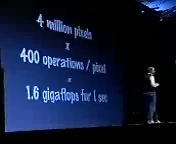 4 million pixels
x
400 operations / pixel
=
1.6 gigaflops for 1 sec